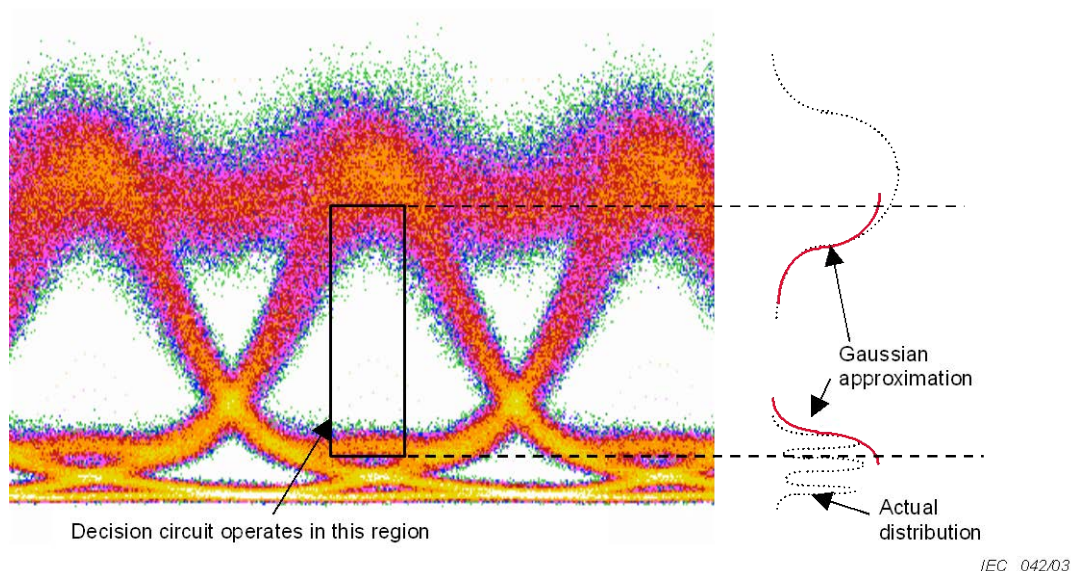 Gaussian
approximation
Decision circuit operates in this region
Actual
distribution
IEC 042/03